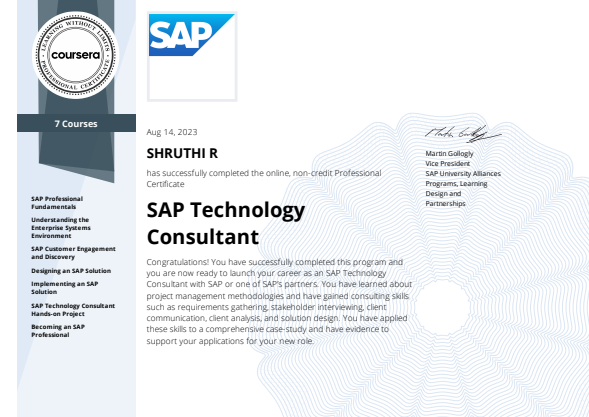 LEARNING WITHOUT LIMITS
coursera
PROFESSIONAL CERTIFICATE
7 Courses
SAP Professional
Fundamentals
Understanding the
Enterprise Systems
Environment
SAP Customer Engagement
and Discovery
Designing an SAP Solution
Implementing an SAP
Solution
SAP Technology Consultant
Hands-on Project
Becoming an SAP
Professional
SAP
Aug 14, 2023
SHRUTHI R
has successfully completed the online, non-credit Professional
Certificate
SAP Technology
Consultant
Congratulations! You have successfully completed this program and
you are now ready to launch your career as an SAP Technology
Consultant with SAP or one of SAP's partners. You have learned about
project management methodologies and have gained consulting skills
such as requirements gathering, stakeholder interviewing, client
communication, client analysis, and solution design. You have applied
these skills to a comprehensive case-study and have evidence to
support your applications for your new role.
Martin Gollogly
Martin Gollogly
Vice President
SAP University Alliances
Programs, Learning
Design and
Partnerships